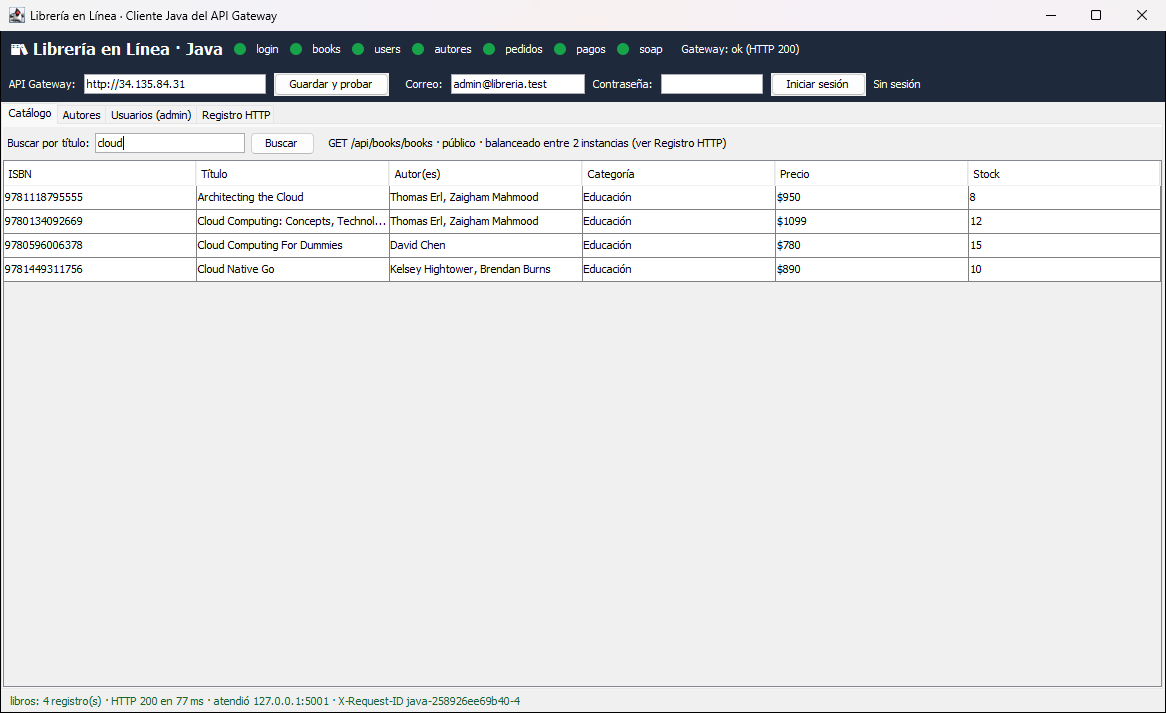 Librería en Línea · Cliente Java del API Gateway
Librería en Línea · Java login books users autores pedidos pagos soap Gateway: ok (HTTP 200)
API Gateway: http://34.135.84.31 Guardar y probar Correo: admin@libreria.test Contraseña: Iniciar sesión Sin sesión
Catálogo Autores Usuarios (admin) Registro HTTP
Buscar por título: cloud Buscar GET /api/books/books · público · balanceado entre 2 instancias (ver Registro HTTP)
ISBN Título Autor(es) Categoría Precio Stock
9781118795555 Architecting the Cloud Thomas Erl, Zaigham Mahmood Educación $950 8
9780134092669 Cloud Computing: Concepts, Technol... Thomas Erl, Zaigham Mahmood Educación $1099 12
9780596006378 Cloud Computing For Dummies David Chen Educación $780 15
9781449311756 Cloud Native Go Kelsey Hightower, Brendan Burns Educación $890 10
libros: 4 registro(s) · HTTP 200 en 77 ms · atendió 127.0.0.1:5001 · X-Request-ID java-258926ee69b40-4